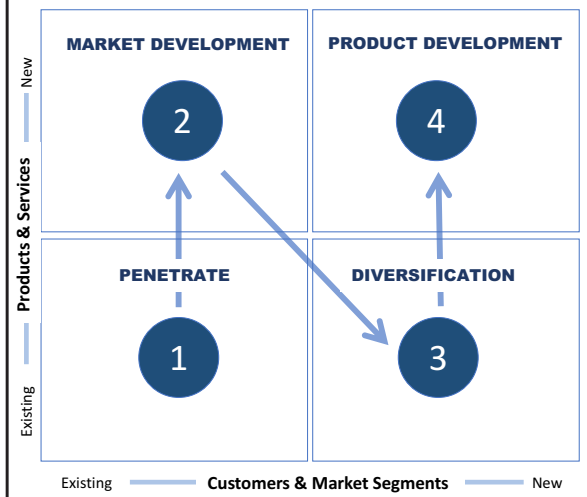 MARKET DEVELOPMENT
PRODUCT DEVELOPMENT
New
2
4
Products & Services
PENETRATE
DIVERSIFICATION
1
3
Existing
Existing
Customers & Market Segments
New